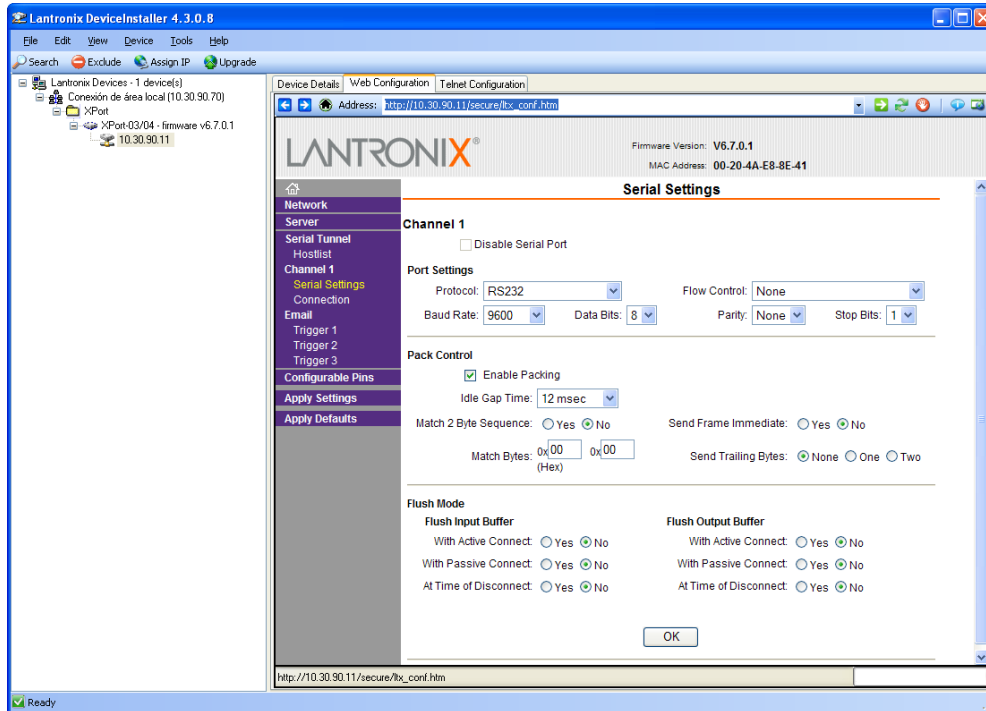 Lantronix DeviceInstaller 4.3.0.8
File Edit View Device Tools Help
Search Exclude Assign IP Upgrade
Lantronix Devices - 1 device(s)
Conexión de área local (10.30.90.70)
XPort
XPort-03/04 - firmware v6.7.0.1
10.30.90.11
Device Details Web Configuration Telnet Configuration
Address: http://10.30.90.11/secure/ltx_conf.htm
LANTRONIX®
Firmware Version: V6.7.0.1
MAC Address: 00-20-4A-E8-8E-41
Network
Server
Serial Tunnel
Hostlist
Channel 1
Serial Settings
Connection
Email
Trigger 1
Trigger 2
Trigger 3
Configurable Pins
Apply Settings
Apply Defaults
Serial Settings
Channel 1
Disable Serial Port
Port Settings
Protocol: RS232 Flow Control: None
Baud Rate: 9600 Data Bits: 8 Parity: None Stop Bits: 1
Pack Control
Enable Packing
Idle Gap Time: 12 msec
Match 2 Byte Sequence: Yes No Send Frame Immediate: Yes No
Match Bytes: 0x00 0x00 Send Trailing Bytes: None One Two
(Hex)
Flush Mode
Flush Input Buffer Flush Output Buffer
With Active Connect: Yes No With Active Connect: Yes No
With Passive Connect: Yes No With Passive Connect: Yes No
At Time of Disconnect: Yes No At Time of Disconnect: Yes No
OK
http://10.30.90.11/secure/ltx_conf.htm
Ready